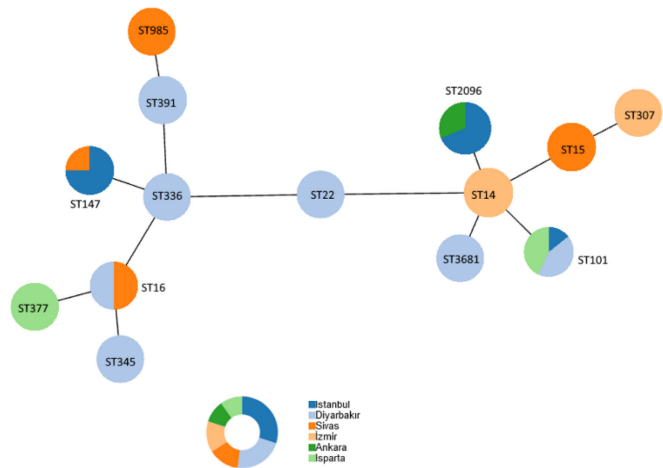 ST985
ST2096
ST391
ST307
ST15
ST147
ST336
ST22
ST14
ST3681
ST101
ST16
ST377
ST345
İstanbul
Diyarbakır
Sivas
İzmir
Ankara
Isparta